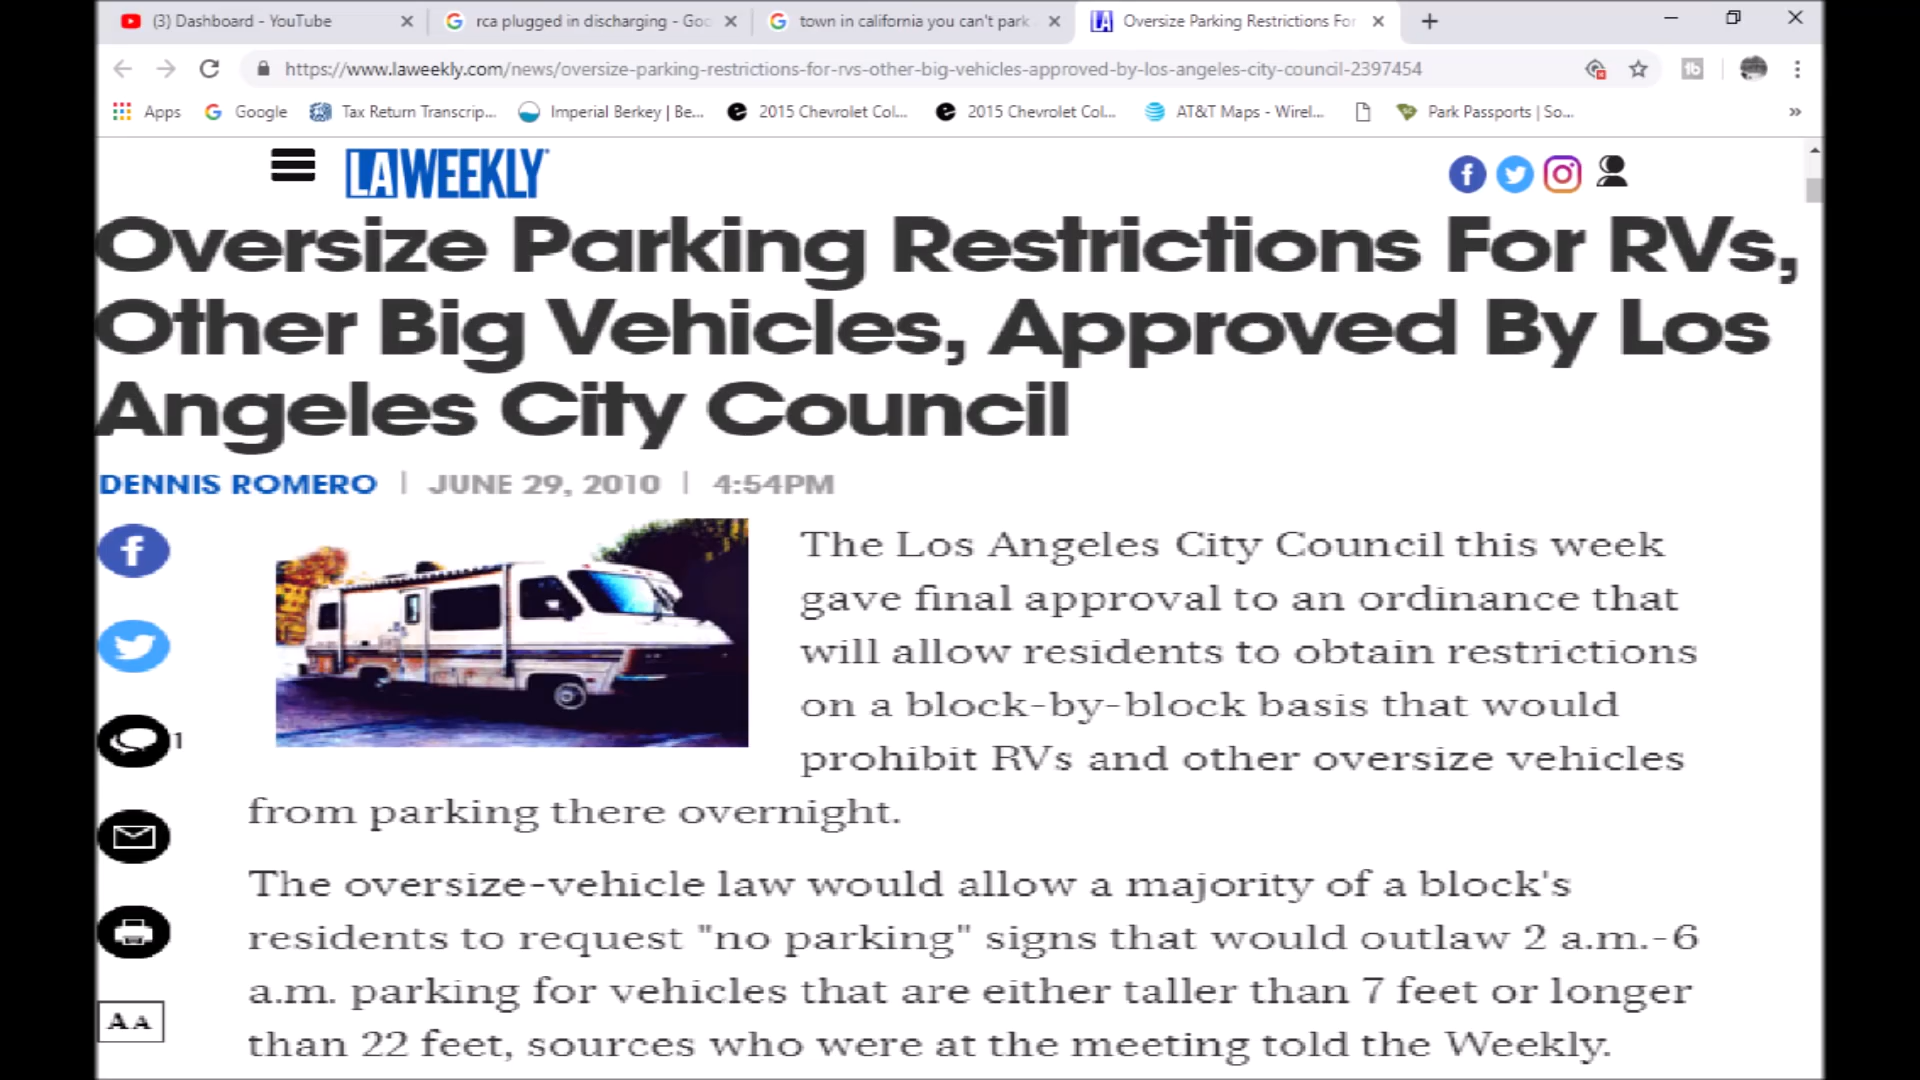 (3) Dashboard - YouTube
rca plugged in discharging - Goo
town in california you can't park
Oversize Parking Restrictions For
https://www.laweekly.com/news/oversize-parking-restrictions-for-rvs-other-big-vehicles-approved-by-los-angeles-city-council-2397454
Apps Google Tax Return Transcrip... Imperial Berkey | Be... 2015 Chevrolet Col... 2015 Chevrolet Col... AT&T Maps - Wirel... Park Passports | So... »
LA WEEKLY
Oversize Parking Restrictions For RVs,
Other Big Vehicles, Approved By Los
Angeles City Council
DENNIS ROMERO | JUNE 29, 2010 | 4:54PM
The Los Angeles City Council this week
gave final approval to an ordinance that
will allow residents to obtain restrictions
on a block-by-block basis that would
prohibit RVs and other oversize vehicles
from parking there overnight.
The oversize-vehicle law would allow a majority of a block's
residents to request "no parking" signs that would outlaw 2 a.m.-6
a.m. parking for vehicles that are either taller than 7 feet or longer
than 22 feet, sources who were at the meeting told the Weekly.
1
AA